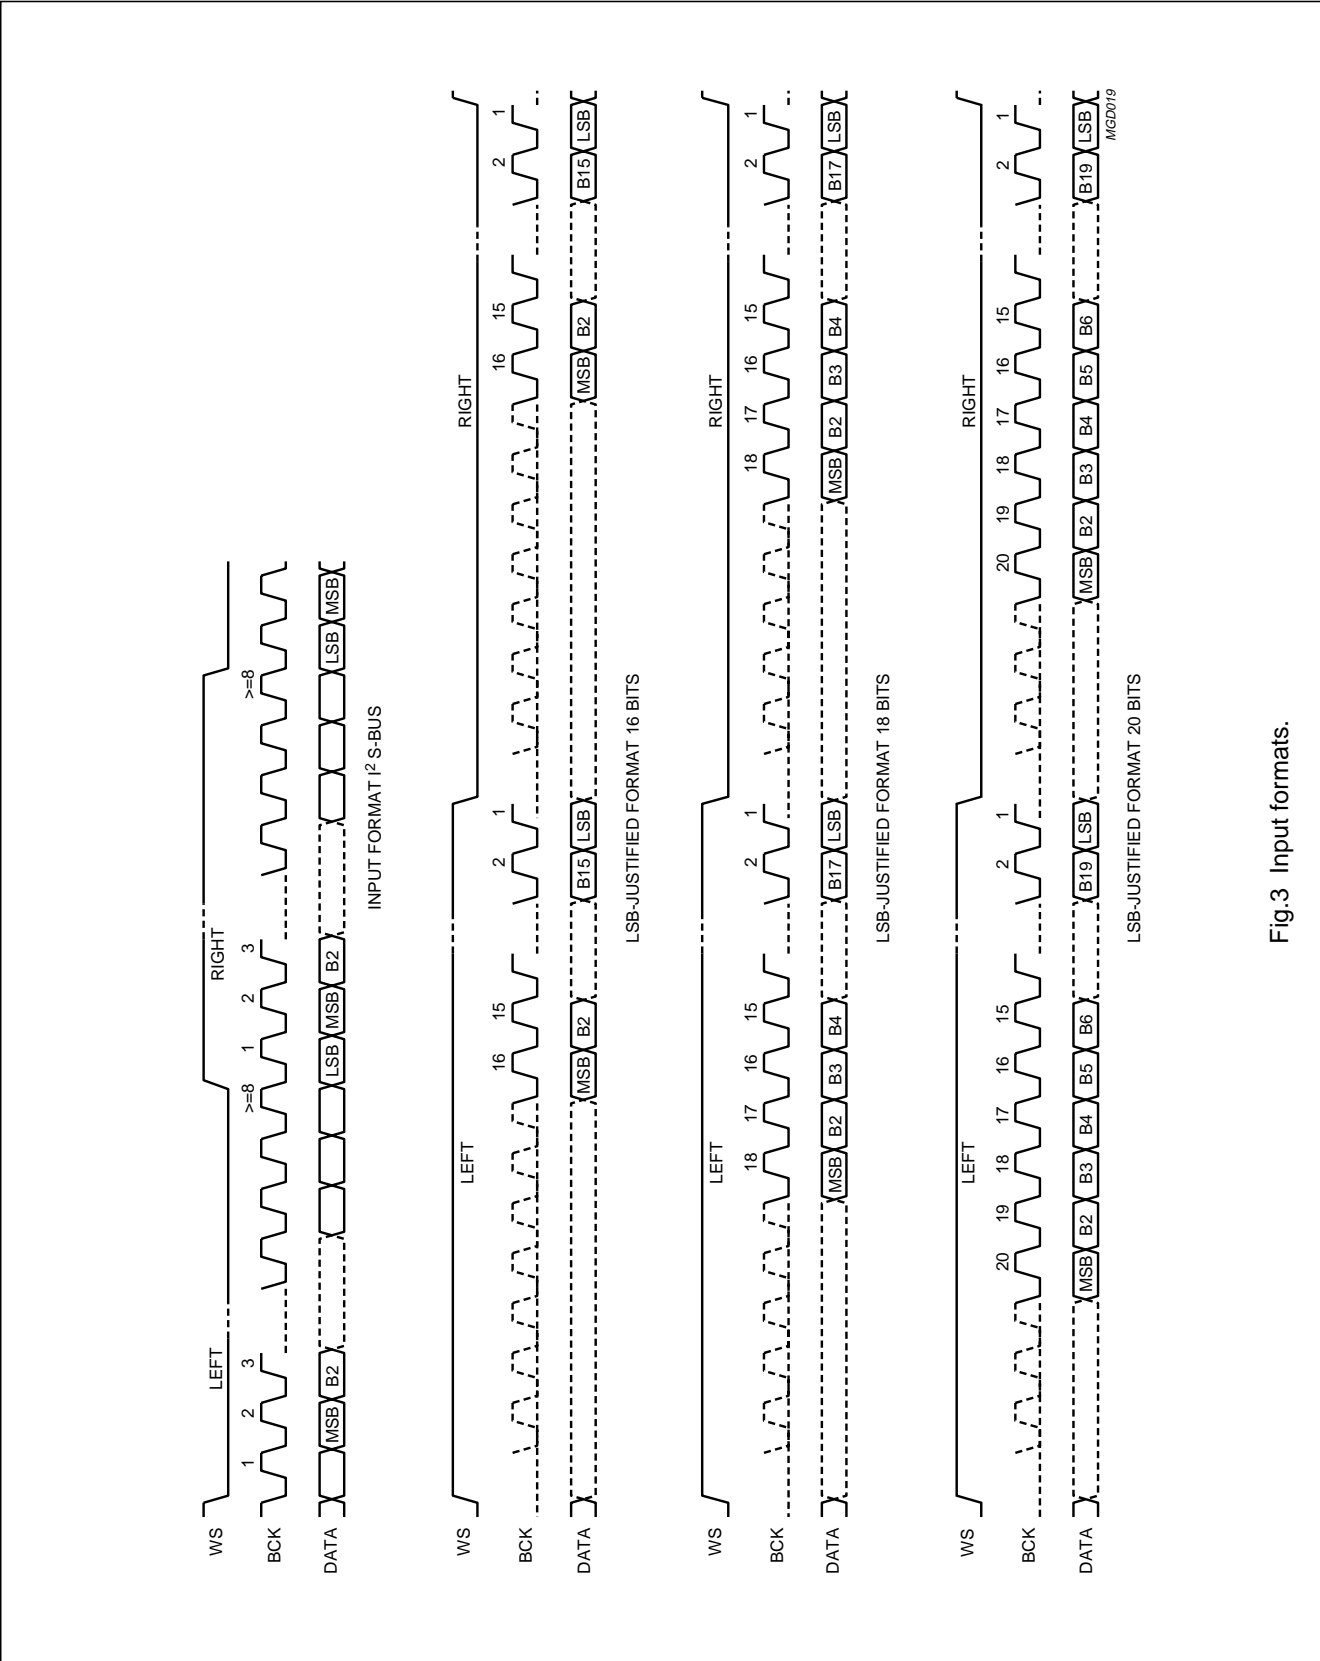 WS
LEFT
RIGHT
BCK
1 2 3 >=8 1 2 3 >=8
DATA
MSB B2 LSB MSB B2 LSB MSB
INPUT FORMAT I2 S-BUS
WS
LEFT
RIGHT
BCK
16 15 2 1 16 15 2 1
DATA
MSB B2 B15 LSB MSB B2 B15 LSB
LSB-JUSTIFIED FORMAT 16 BITS
WS
LEFT
RIGHT
BCK
18 17 16 15 2 1 18 17 16 15 2 1
DATA
MSB B2 B3 B4 B17 LSB MSB B2 B3 B4 B17 LSB
LSB-JUSTIFIED FORMAT 18 BITS
WS
LEFT
RIGHT
BCK
20 19 18 17 16 15 2 1 20 19 18 17 16 15 2 1
DATA
MSB B2 B3 B4 B5 B6 B19 LSB MSB B2 B3 B4 B5 B6 B19 LSB
MGD019
LSB-JUSTIFIED FORMAT 20 BITS
Fig.3 Input formats.